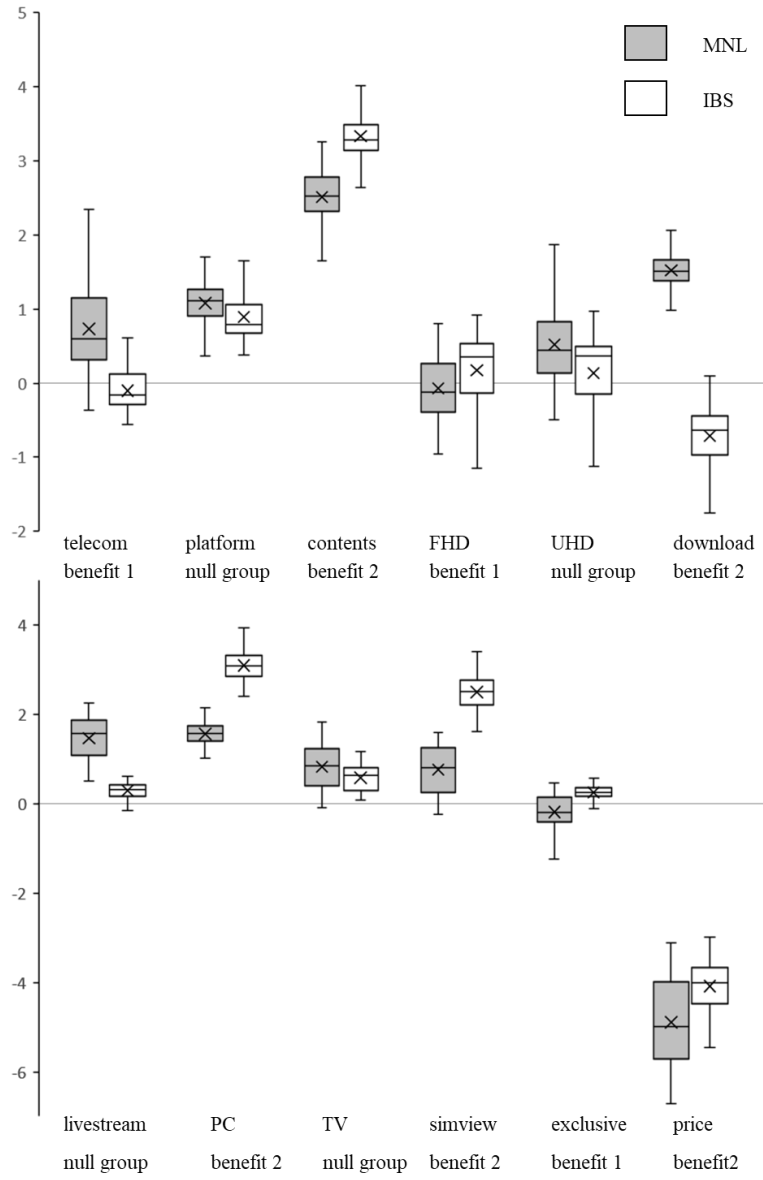 5
MNL
4
IBS
3
2
1
0
-1
-2
telecom platform contents FHD UHD download
benefit 1 null group benefit 2 benefit 1 null group benefit 2
4
2
0
-2
-4
-6
livestream PC TV simview exclusive price
null group benefit 2 null group benefit 2 benefit 1 benefit2